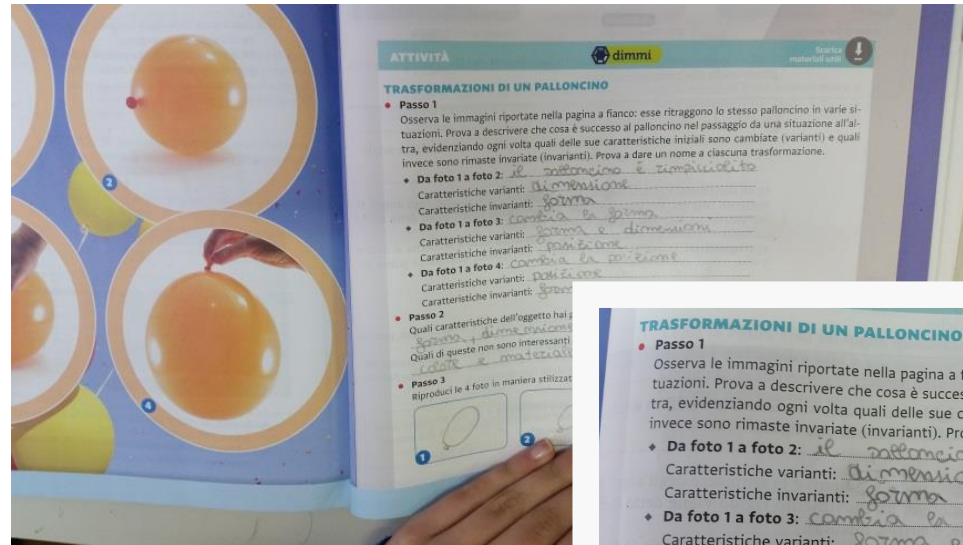 ATTIVITÀ
dimmi
Scarica
materiali utili
TRASFORMAZIONI DI UN PALLONCINO
• Passo 1
Osserva le immagini riportate nella pagina a fianco: esse ritraggono lo stesso palloncino in varie si-
tuazioni. Prova a descrivere che cosa è successo al palloncino nel passaggio da una situazione all'al-
tra, evidenziando ogni volta quali delle sue caratteristiche iniziali sono cambiate (varianti) e quali
invece sono rimaste invariate (invarianti). Prova a dare un nome a ciascuna trasformazione.
Da foto 1 a foto 2: il palloncino è rimpicciolito
Caratteristiche varianti: dimensione
Caratteristiche invarianti: forma
Da foto 1 a foto 3: cambia la forma
Caratteristiche varianti: forma e dimensioni
Caratteristiche invarianti: posizione
Da foto 1 a foto 4: cambia la posizione
Caratteristiche varianti: posizione
Caratteristiche invarianti:
• Passo 2
Quali caratteristiche dell'oggetto hai
forma, dimensione
Quali di queste non sono interessanti
colore e materiale
• Passo 3
Riproduci le 4 foto in maniera stilizzat
1
2
2
4
TRASFORMAZIONI DI UN PALLONCINO
• Passo 1
Osserva le immagini riportate nella pagina a
tuazioni. Prova a descrivere che cosa è succes
tra, evidenziando ogni volta quali delle sue
invece sono rimaste invariate (invarianti). Pr
Da foto 1 a foto 2: il
Caratteristiche varianti: dimensio
Caratteristiche invarianti: forma
Da foto 1 a foto 3: cambia la
Caratteristiche varianti: forma e